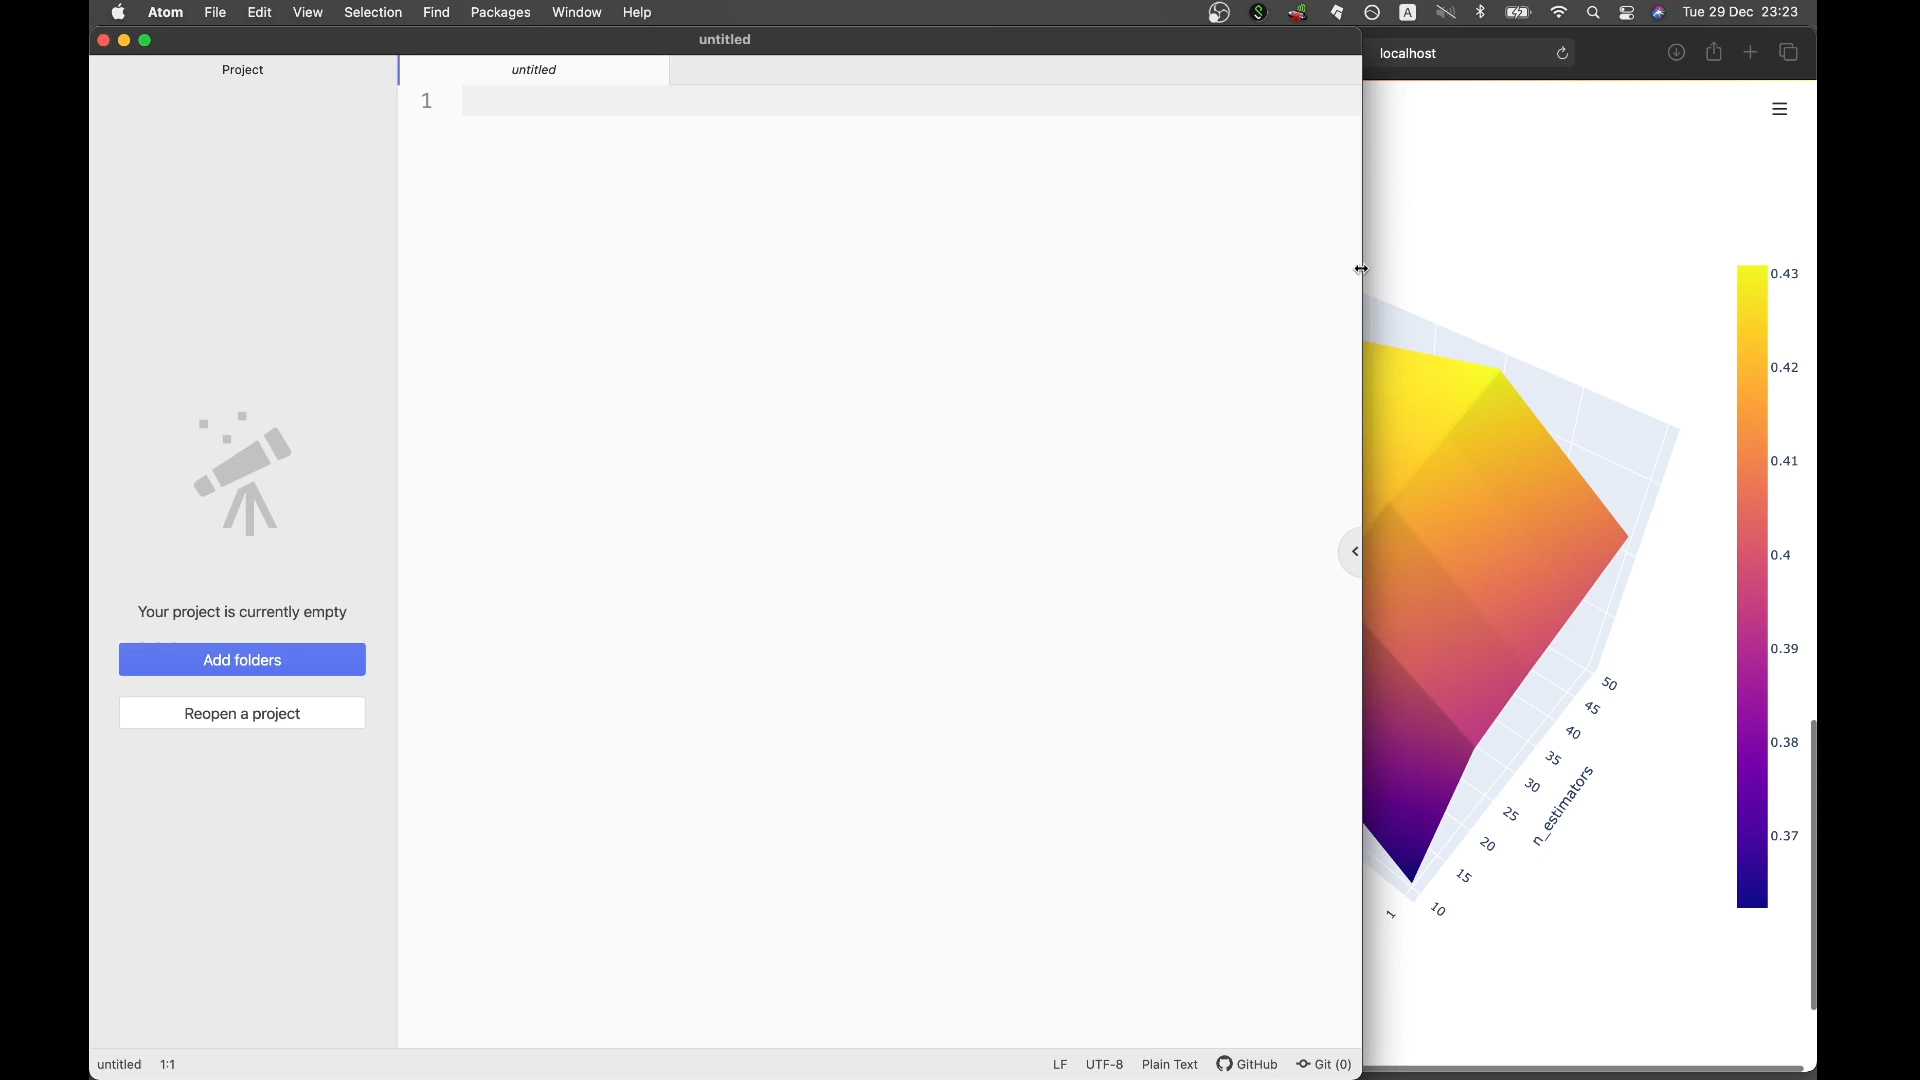 Atom File Edit View Selection Find Packages Window Help A Tue 29 Dec 23:23
untitled
localhost
Project
untitled
1
Your project is currently empty
Add folders
Reopen a project
0.43
0.42
0.41
0.4
0.39
0.38
0.37
50
45
40
35
30
25
20
15
10
1
n_estimators
untitled 1:1 LF UTF-8 Plain Text GitHub Git (0)